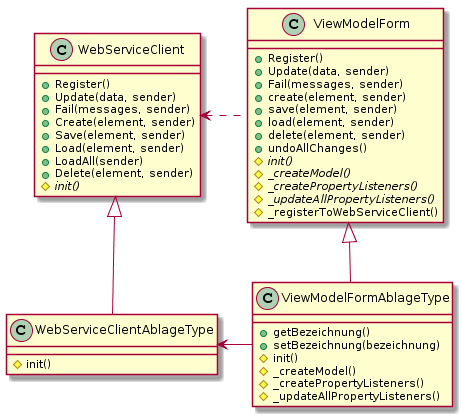 C WebServiceClient
Register()
Update(data, sender)
Fail(messages, sender)
Create(element, sender)
Save(element, sender)
Load(element, sender)
LoadAll(sender)
Delete(element, sender)
init()
C ViewModelForm
Register()
Update(data, sender)
Fail(messages, sender)
create(element, sender)
save(element, sender)
load(element, sender)
delete(element, sender)
undoAllChanges()
init()
_createModel()
_createPropertyListeners()
_updateAllPropertyListeners()
_registerToWebServiceClient()
C WebServiceClientAblageType
init()
C ViewModelFormAblageType
getBezeichnung()
setBezeichnung(bezeichnung)
init()
_createModel()
_createPropertyListeners()
_updateAllPropertyListeners()